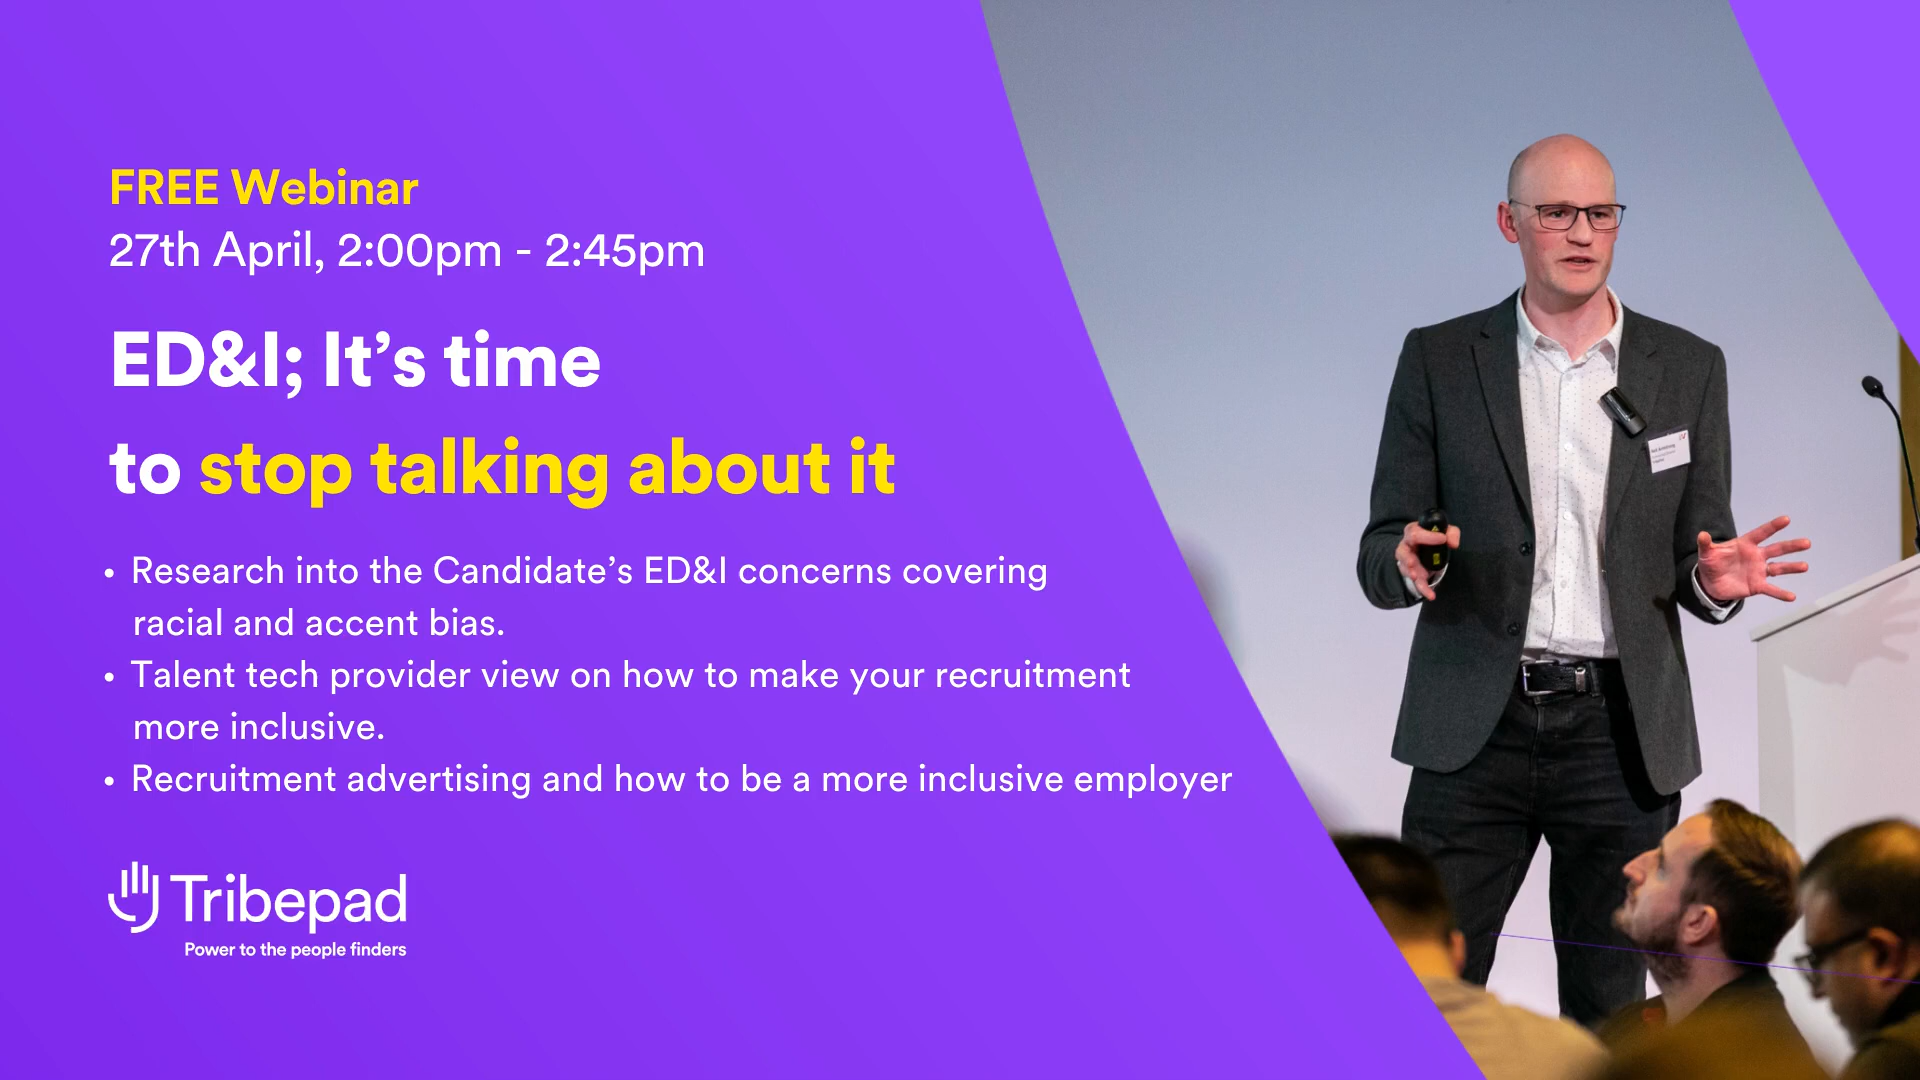 FREE Webinar
27th April, 2:00pm - 2:45pm
ED&I; It’s time
to stop talking about it
• Research into the Candidate’s ED&I concerns covering
racial and accent bias.
• Talent tech provider view on how to make your recruitment
more inclusive.
• Recruitment advertising and how to be a more inclusive employer
Tribepad
Power to the people finders